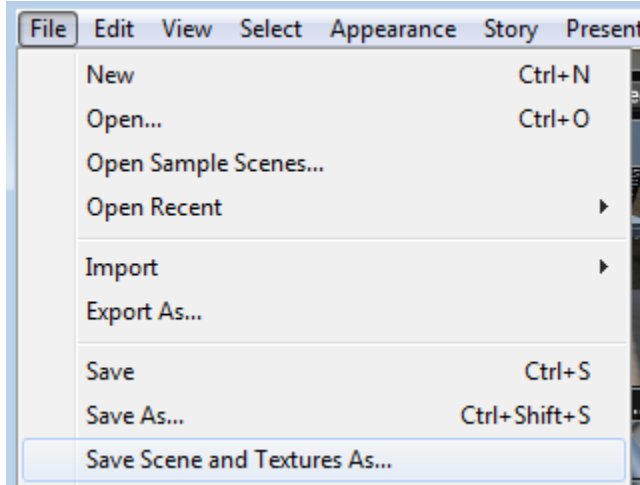 File Edit View Select Appearance Story Present
New Ctrl+N
Open... Ctrl+O
Open Sample Scenes...
Open Recent
Import
Export As...
Save Ctrl+S
Save As... Ctrl+Shift+S
Save Scene and Textures As...